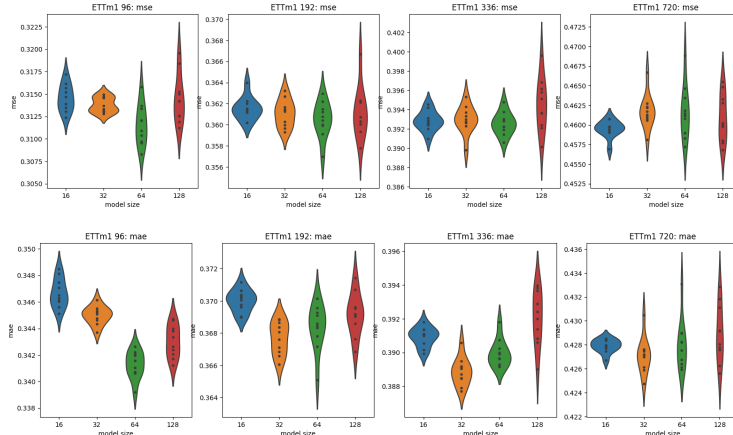 ETTm1 96: mse
ETTm1 192: mse
ETTm1 336: mse
ETTm1 720: mse
mse
0.3225
0.3200
0.3175
0.3150
0.3125
0.3100
0.3075
0.3050
16 32 64 128
model size
mse
0.370
0.368
0.366
0.364
0.362
0.360
0.358
0.356
16 32 64 128
model size
mse
0.402
0.400
0.398
0.396
0.394
0.392
0.390
0.388
0.386
16 32 64 128
model size
mse
0.4725
0.4700
0.4675
0.4650
0.4625
0.4600
0.4575
0.4550
0.4525
16 32 64 128
model size
ETTm1 96: mae
ETTm1 192: mae
ETTm1 336: mae
ETTm1 720: mae
mae
0.350
0.348
0.346
0.344
0.342
0.340
0.338
16 32 64 128
model size
mae
0.372
0.370
0.368
0.366
0.364
16 32 64 128
model size
mae
0.396
0.394
0.392
0.390
0.388
0.386
16 32 64 128
model size
mae
0.436
0.434
0.432
0.430
0.428
0.426
0.424
0.422
16 32 64 128
model size